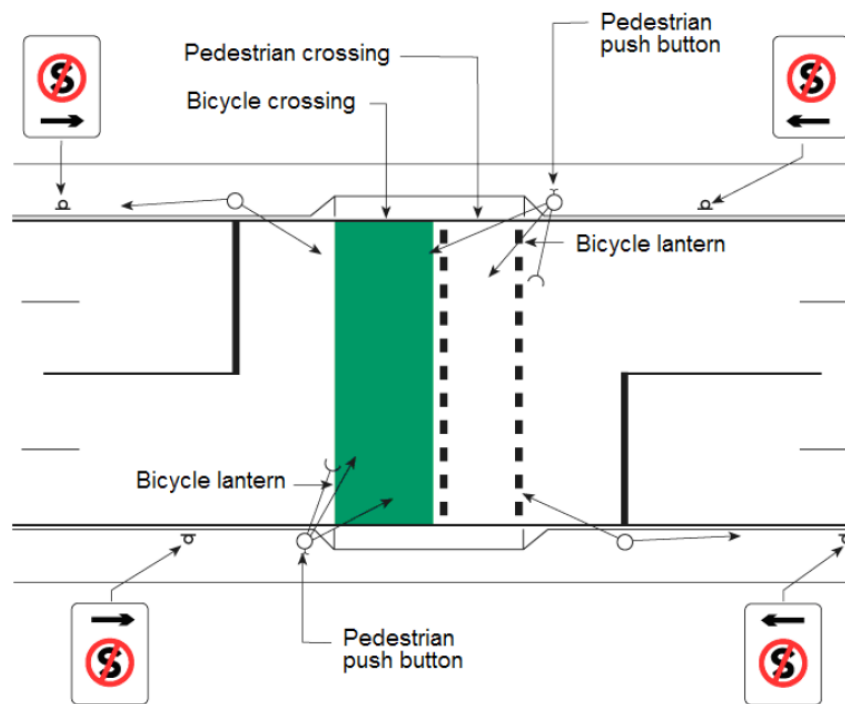 S
Pedestrian crossing
Bicycle crossing
Pedestrian
push button
S
Bicycle lantern
Bicycle lantern
S
Pedestrian
push button
S